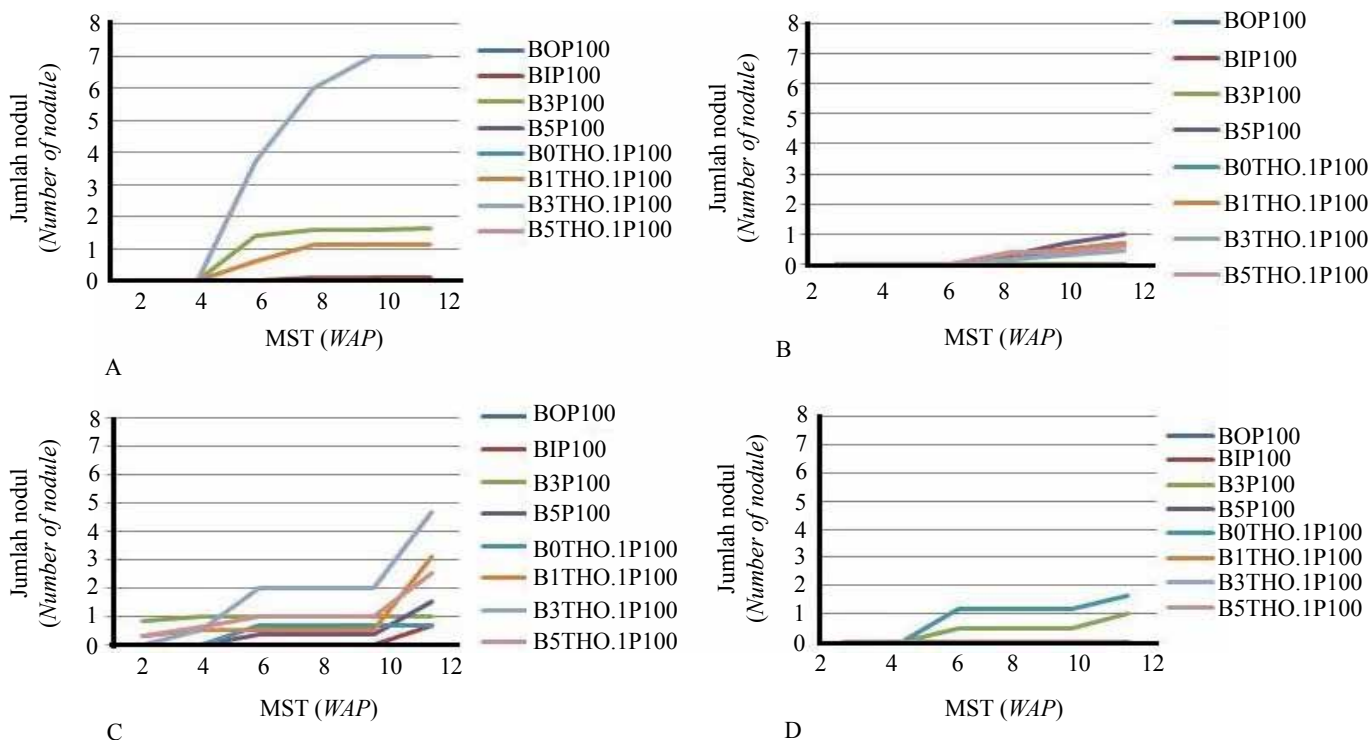 Jumlah nodul
(Number of nodule)
8
7
6
5
4
3
2
1
0
2 4 6 8 10 12
MST (WAP)
A
BOP100
BIP100
B3P100
B5P100
B0THO.1P100
B1THO.1P100
B3THO.1P100
B5THO.1P100
Jumlah nodul
(Number of nodule)
8
7
6
5
4
3
2
1
0
2 4 6 8 10 12
MST (WAP)
B
BOP100
BIP100
B3P100
B5P100
B0THO.1P100
B1THO.1P100
B3THO.1P100
B5THO.1P100
Jumlah nodul
(Number of nodule)
8
7
6
5
4
3
2
1
0
2 4 6 8 10 12
MST (WAP)
C
BOP100
BIP100
B3P100
B5P100
B0THO.1P100
B1THO.1P100
B3THO.1P100
B5THO.1P100
Jumlah nodul
(Number of nodule)
8
7
6
5
4
3
2
1
0
2 4 6 8 10 12
MST (WAP)
D
BOP100
BIP100
B3P100
B5P100
B0THO.1P100
B1THO.1P100
B3THO.1P100
B5THO.1P100